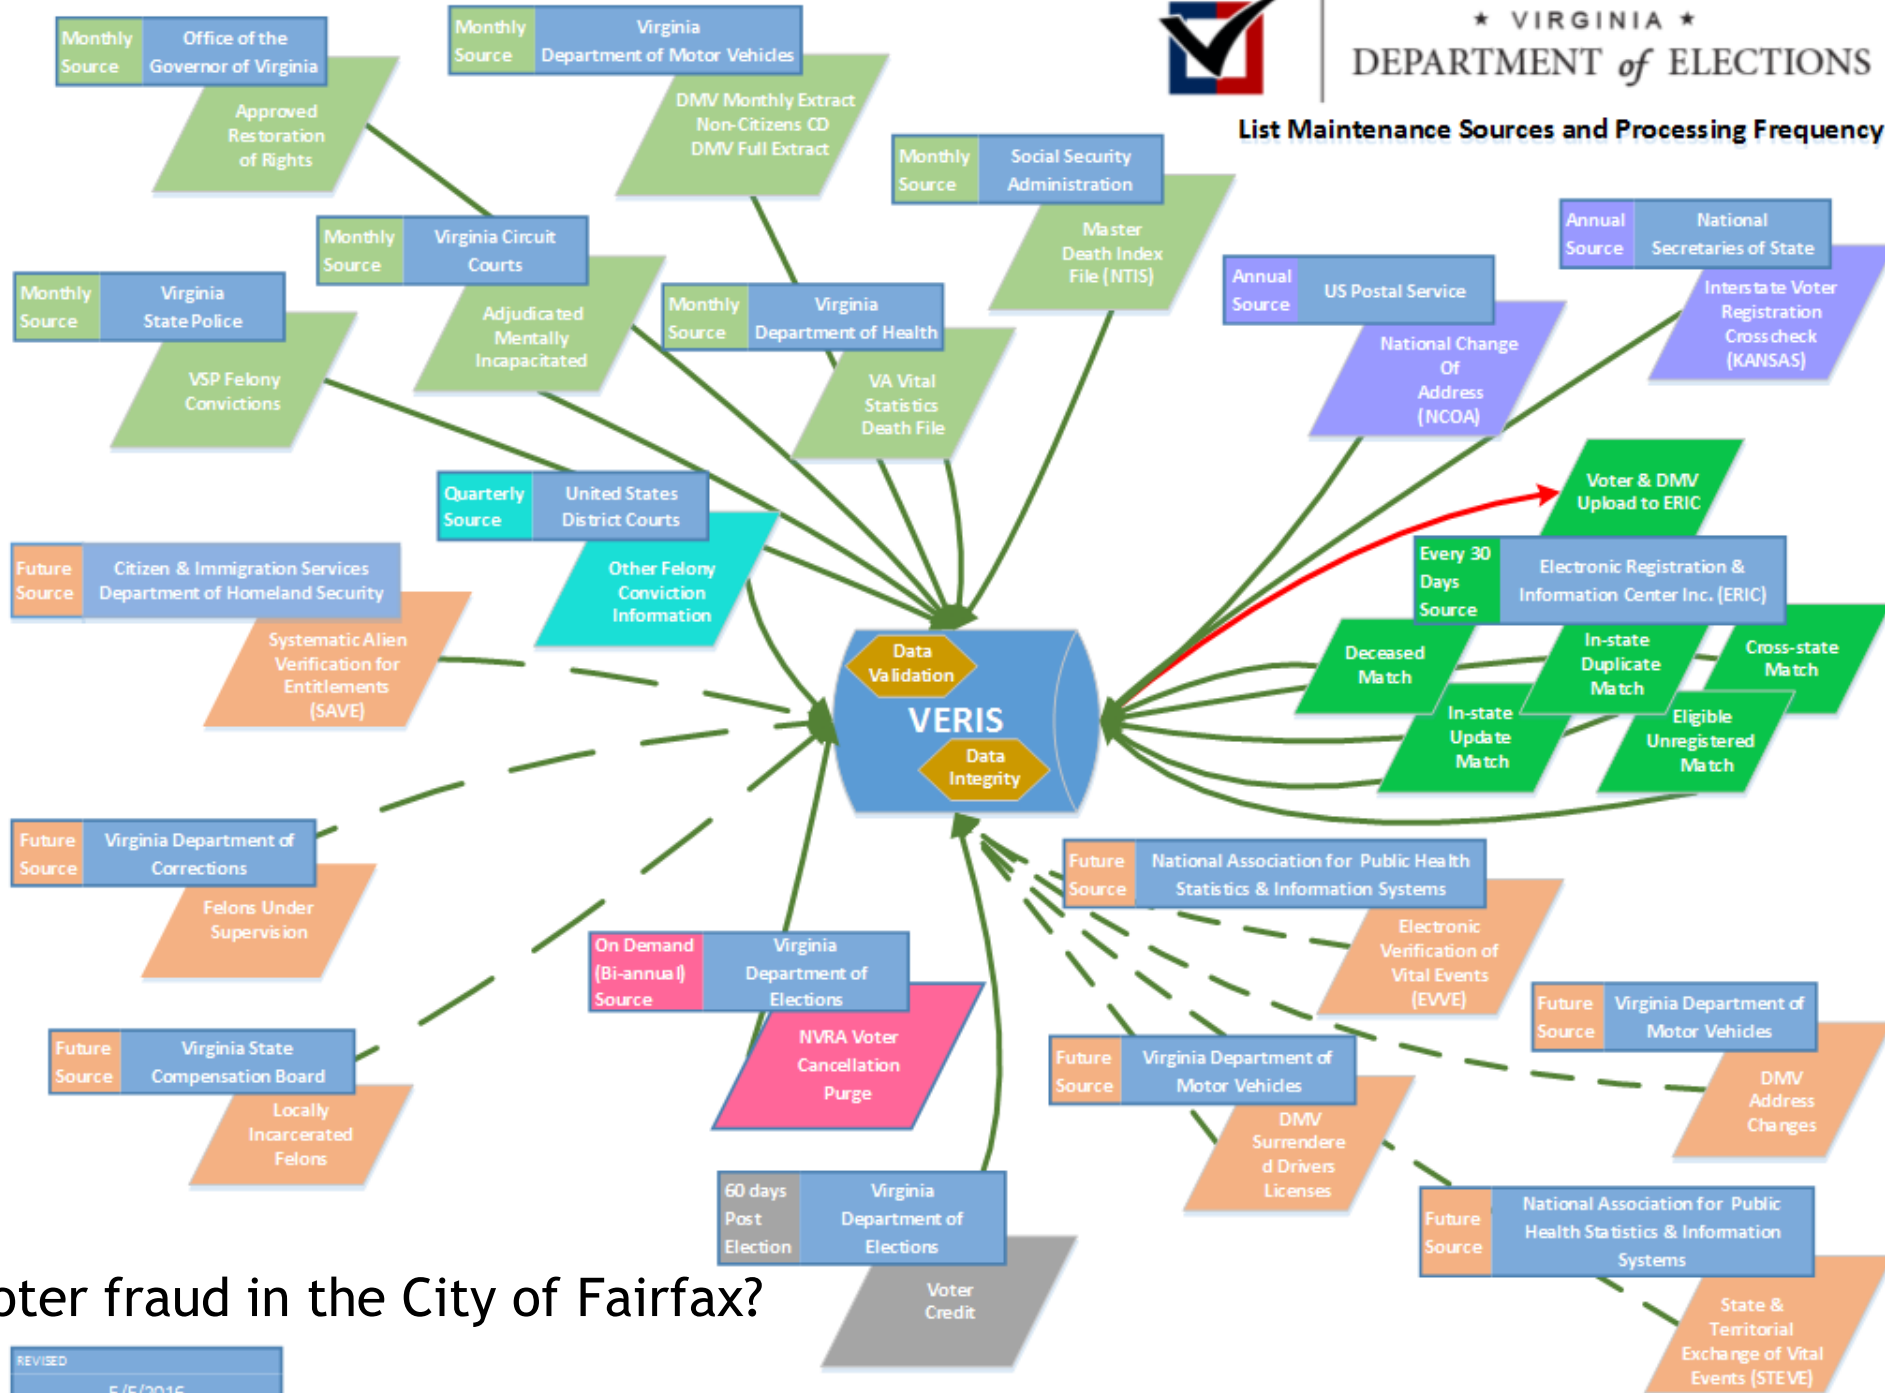 ★ VIRGINIA ★
DEPARTMENT of ELECTIONS
List Maintenance Sources and Processing Frequency
Monthly
Source
Office of the
Governor of Virginia
Approved
Restoration
of Rights
Monthly
Source
Virginia
Department of Motor Vehicles
DMV Monthly Extract
Non-Citizens CD
DMV Full Extract
Monthly
Source
Social Security
Administration
Master
Death Index
File (NTIS)
Monthly
Source
Virginia Circuit
Courts
Adjudicated
Mentally
Incapacitated
Monthly
Source
Virginia
State Police
VSP Felony
Convictions
Monthly
Source
Virginia
Department of Health
VA Vital
Statistics
Death File
Annual
Source
US Postal Service
National Change
Of
Address
(NCOA)
Annual
Source
National
Secretaries of State
Interstate Voter
Registration
Crosscheck
(KANSAS)
Quarterly
Source
United States
District Courts
Other Felony
Conviction
Information
Voter & DMV
Upload to ERIC
Every 30
Days
Source
Electronic Registration &
Information Center Inc. (ERIC)
Deceased
Match
In-state
Duplicate
Match
Cross-state
Match
In-state
Update
Match
Eligible
Unregistered
Match
Future
Source
Citizen & Immigration Services
Department of Homeland Security
Systematic Alien
Verification for
Entitlements
(SAVE)
Data
Validation
VERIS
Data
Integrity
Future
Source
Virginia Department of
Corrections
Felons Under
Supervision
Future
Source
Virginia State
Compensation Board
Locally
Incarcerated
Felons
On Demand
(Bi-annual)
Source
Virginia
Department of
Elections
NVRA Voter
Cancellation
Purge
Future
Source
National Association for Public Health
Statistics & Information Systems
Electronic
Verification of
Vital Events
(EVVE)
Future
Source
Virginia Department of
Motor Vehicles
DMV
Address
Changes
Future
Source
Virginia Department of
Motor Vehicles
DMV
Surrendere
d Drivers
Licenses
60 days
Post
Election
Virginia
Department of
Elections
Voter
Credit
Future
Source
National Association for Public
Health Statistics & Information
Systems
State &
Territorial
Exchange of Vital
Events (STEVE)
oter fraud in the City of Fairfax?
REVISED
5/5/2016